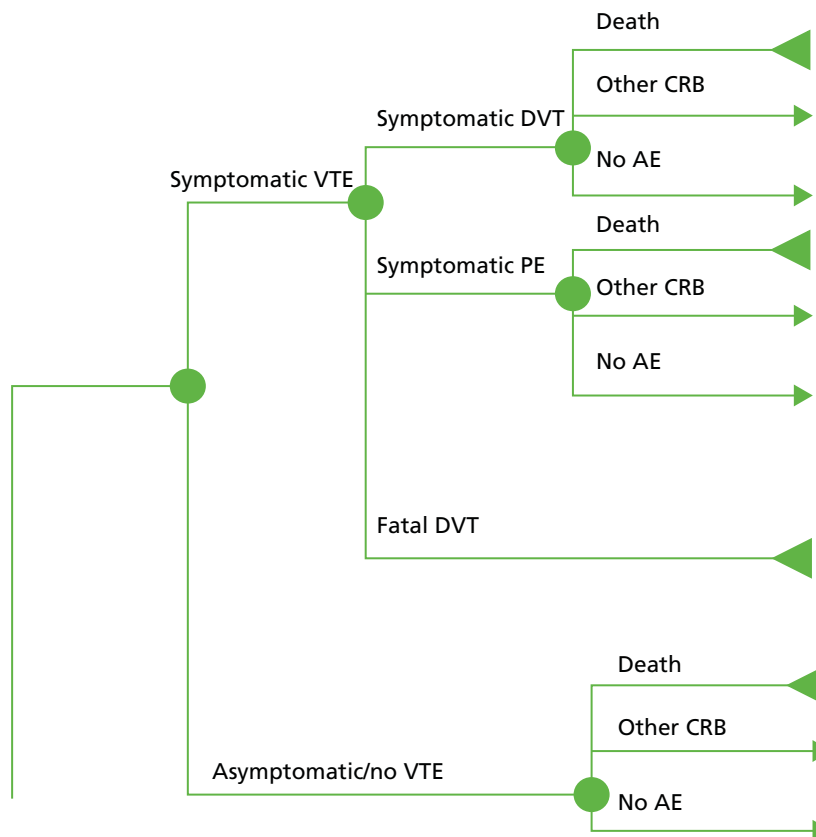 Death
Other CRB
Symptomatic DVT
No AE
Symptomatic VTE
Death
Symptomatic PE
Other CRB
No AE
Fatal DVT
Death
Other CRB
Asymptomatic/no VTE
No AE